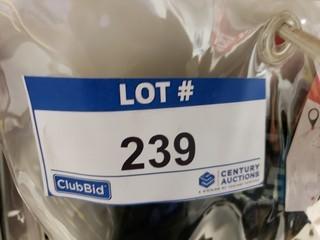 LOT #
239
ClubBid
CENTURY
AUCTIONS